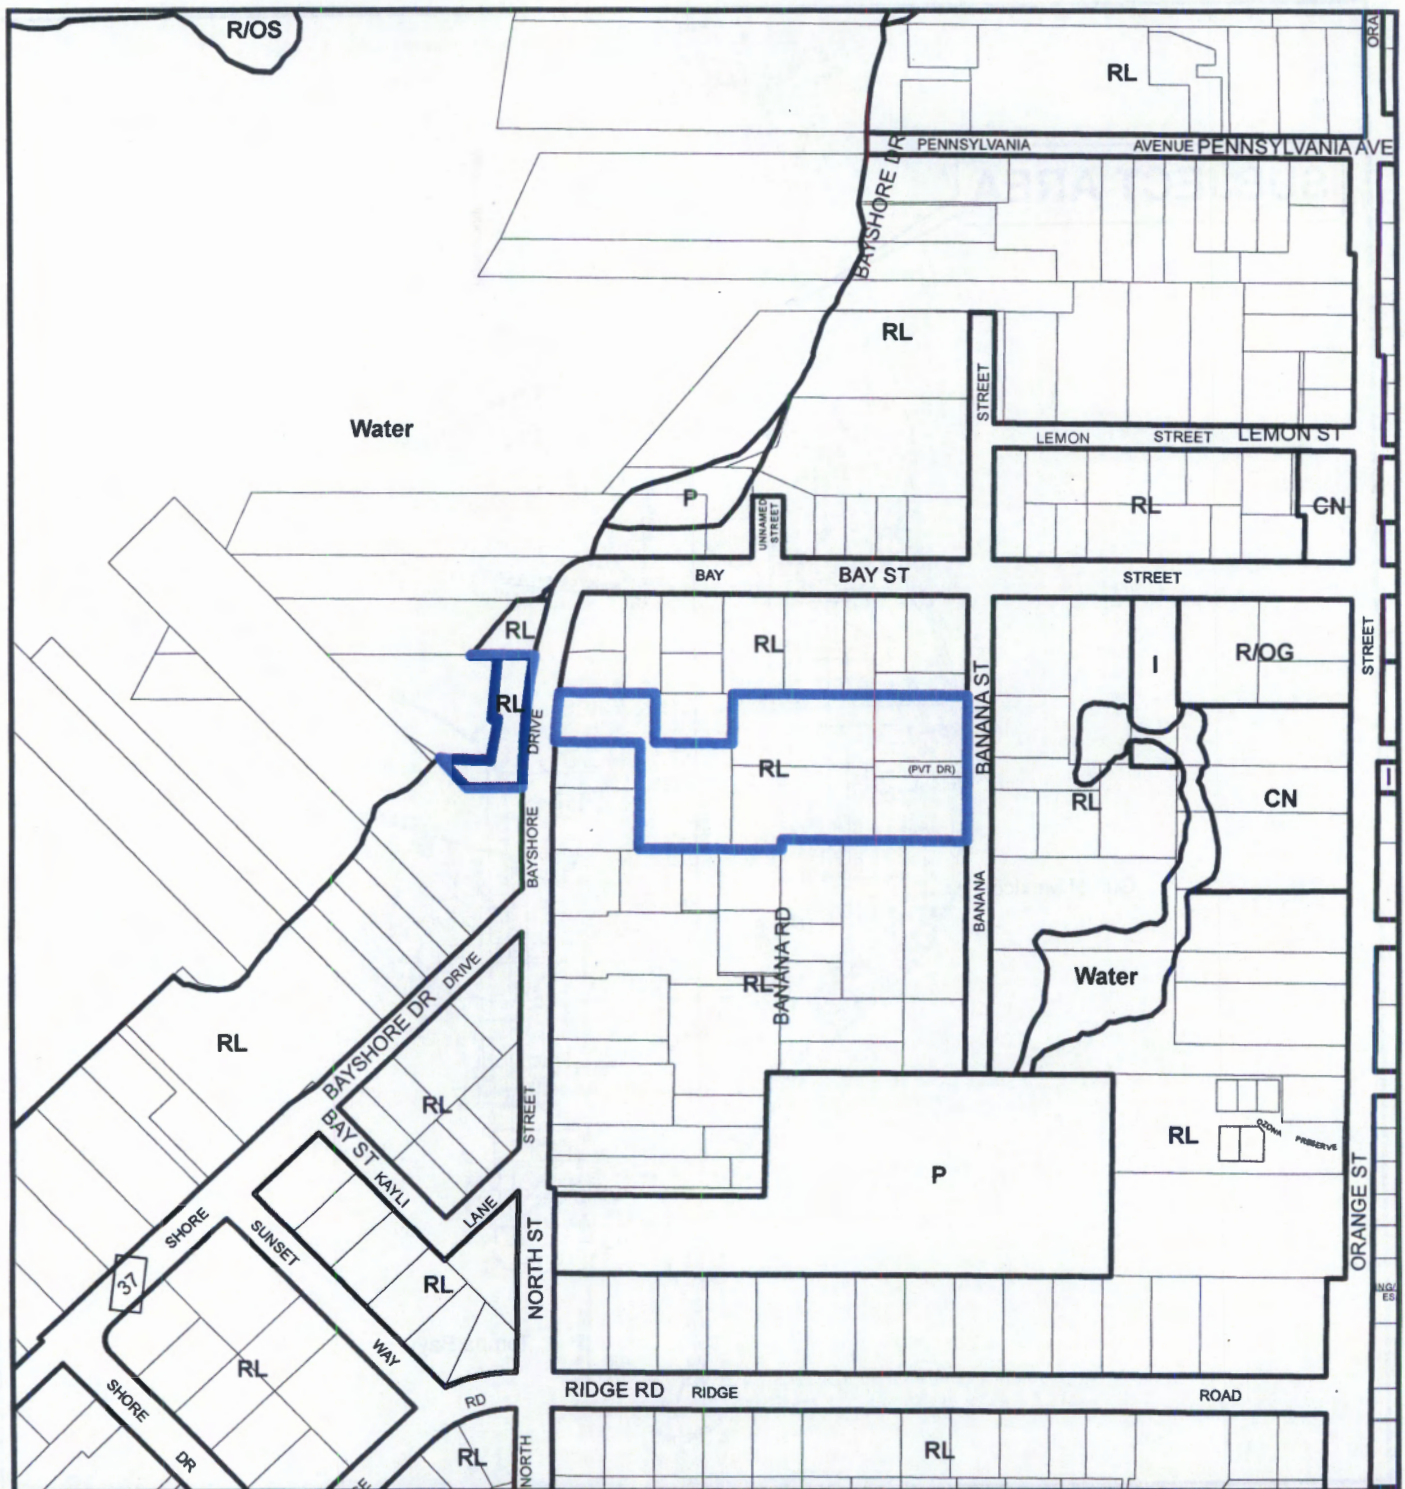 R/OS
ORA
RL
PENNSYLVANIA
AVENUE
PENNSYLVANIA AVE
BAYSHORE DR
RL
Water
STREET
LEMON
STREET
LEMON ST
P
UNNAMED
STREET
RL
CN
BAY
BAY ST
STREET
RL
RL
RL
DRIVE
BANANA ST
I
R/OG
STREET
RL
(PVT DR)
RL
CN
I
BAYSHORE
BANANA
BANANA RD
RL
Water
DRIVE
BAYSHORE DR
RL
RL
STREET
BAY ST
KAYLI
LANE
RL
OZONA
PRESERVE
P
ORANGE ST
SHORE
SUNSET
37
NORTH ST
RL
WAY
RL
RIDGE RD
RIDGE
ROAD
SHORE
DR
RD
RL
NORTH
RL